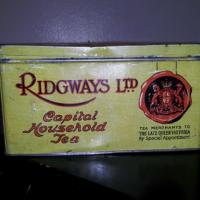 RIDGWAYS LTD
Capital
Household
Tea
TEA MERCHANTS TO
THE LATE QUEEN VICTORIA
By Special Appointment